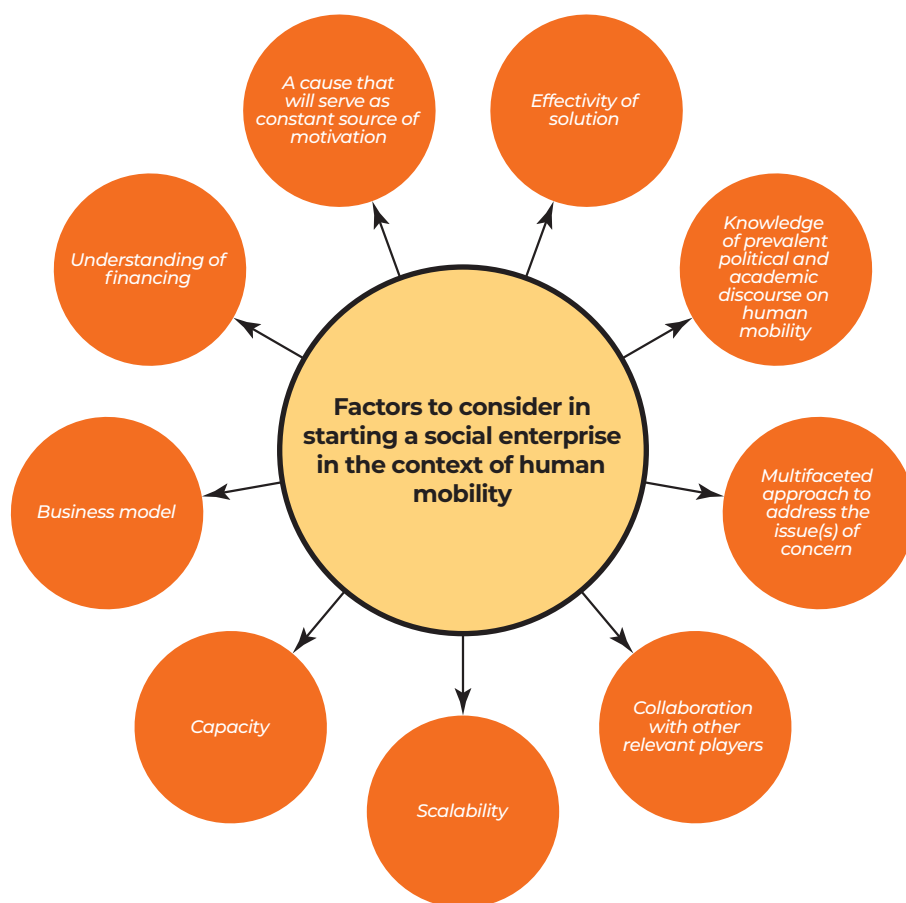 A cause that
will serve as
constant source of
motivation
Effectivity of
solution
Knowledge
of prevalent
political and
academic
discourse on
human
mobility
Understanding of
financing
Factors to consider in
starting a social enterprise
in the context of human
mobility
Multifaceted
approach to
address the
issue(s) of
concern
Business model
Collaboration
with other
relevant players
Capacity
Scalability